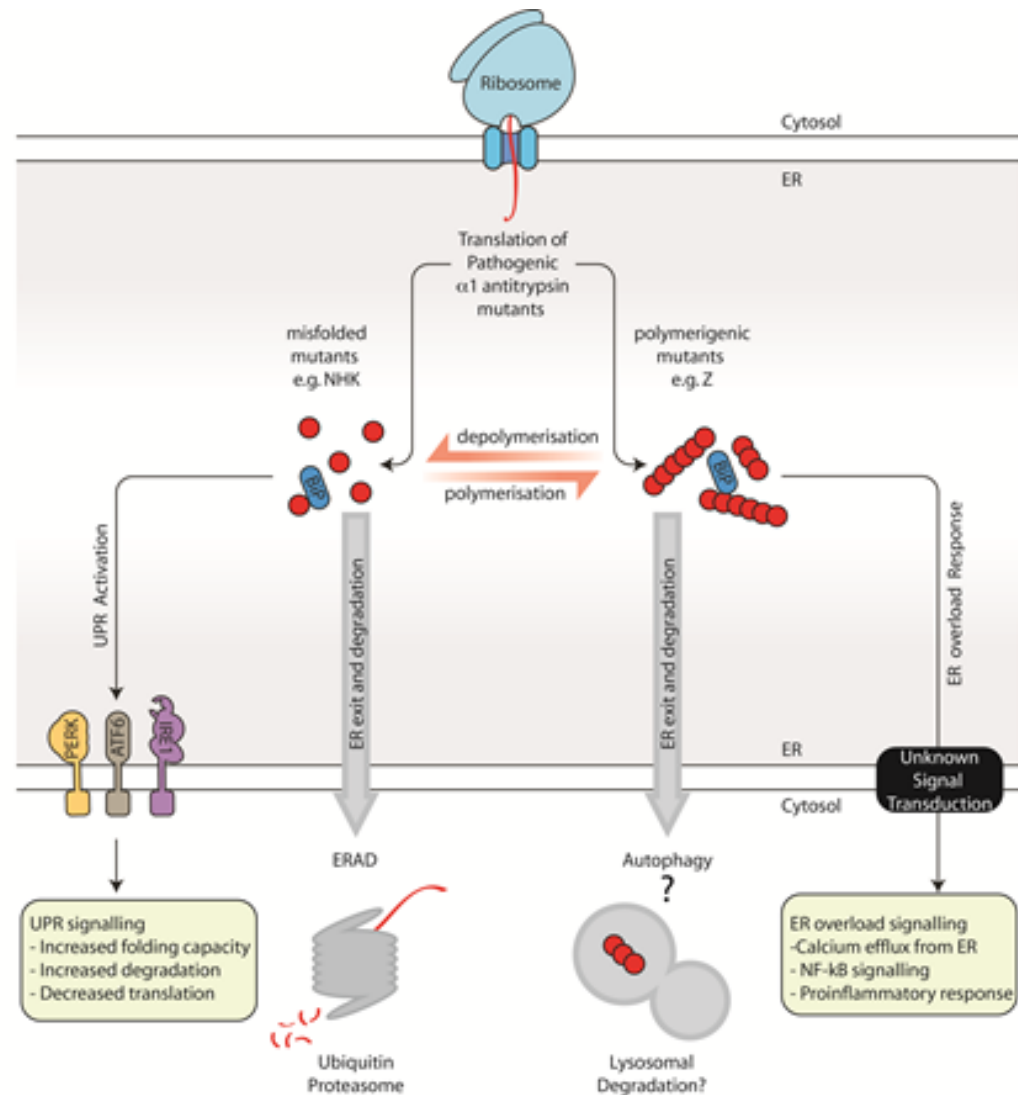 Ribosome
Cytosol
ER
Translation of
Pathogenic
α1 antitrypsin
mutants
misfolded
mutants
e.g. NHK
polymerigenic
mutants
e.g. Z
depolymerisation
polymerisation
BiP
BiP
UPR Activation
ER exit and degradation
ER exit and degradation
ER overload Response
PERK
ATF6
IRE1
ER
Cytosol
Unknown
Signal
Transduction
ERAD
Autophagy
?
UPR signalling
- Increased folding capacity
- Increased degradation
- Decreased translation
ER overload signalling
-Calcium efflux from ER
- NF-kB signalling
- Proinflammatory response
Ubiquitin
Proteasome
Lysosomal
Degradation?